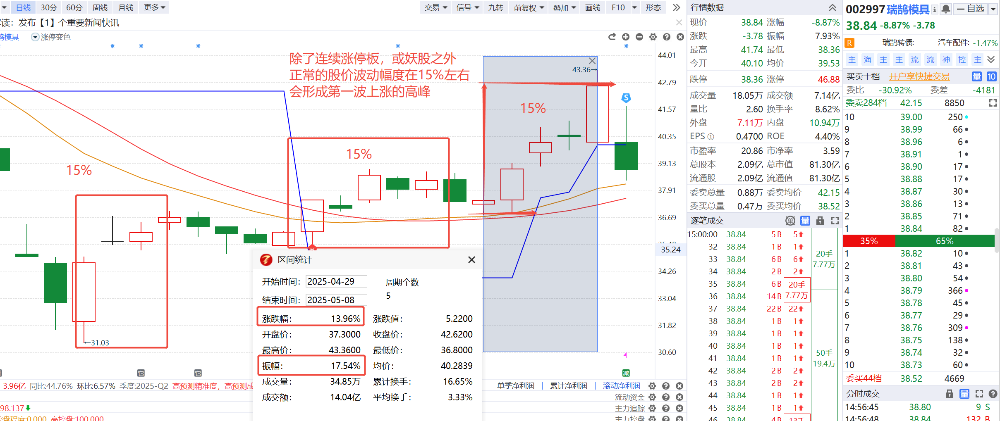 日线 30分 60分 周线 月线 更多
交易 信号 九转 前复权 叠加 画线 F10 形态
解读：发布【1】个重要新闻快讯
鹄模具 涨停变色
除了连续涨停板，或妖股之外
正常的股价波动幅度在15%左右
会形成第一波上涨的高峰
15%
15%
15%
43.36→
←31.03
S
44.01
42.79
41.57
40.35
39.13
37.91
36.69
35.48
35.24
34.26
33.04
31.82
30.60
区间统计
开始时间： 2025-04-29 周期个数
结束时间： 2025-05-08 5
涨跌幅： 13.96% 涨跌值： 5.2200
开盘价： 37.3000 收盘价： 42.6200
最高价： 43.3600 最低价： 36.8000
振幅： 17.54% 均价： 40.2839
成交量： 34.85万 累计换手： 16.65%
成交额： 14.04亿 平均换手： 3.33%
它 它 减
3.96亿 同比:44.76% 环比:6.57% 季度:2025-Q2 高预测精准度，高预测成
单季净利润 累计净利润 滚动净利润
流动资金
98.137
主力追踪
控盘程度:0.000 高控盘:100.000
主力控盘
行情数据
现价 38.84 涨幅 -8.87%
涨跌 -3.78 振幅 7.93%
最高 41.74 最低 38.36
今开 40.10 均价 39.53
跌停 38.36 涨停 46.88
成交量 18.05万 成交额 7.14亿
量比 2.60 换手率 8.62%
外盘 7.11万 内盘 10.94万
EPS ① 0.4700 ROE 4.40%
市盈率 20.86 市净率 3.59
总股本 2.09亿 总市值 81.30亿
流通股 2.09亿 流通值 81.30亿
委卖总量 0.88万 委卖均价 42.15
委买总量 0.47万 委买均价 38.52
逐笔成交 单 量
15:00:00 38.84 5 B 5
32 38.84 1 B 1
33 38.84 6 B 6
34 38.84 2 B 2
35 38.84 6 B
36 38.84 14 B
37 38.84 22 B 22
38 38.84 1 B 1
39 38.84 1 B 1
40 38.84 1 B 1
41 38.84 1 B 1
42 38.84 2 B 2
43 38.84 2 B 2
44 38.84 1 B 1
45 38.84 1 B 1
46 38.84 4 B
20手
7.77万
12手
20手
7.77万
50手
19.4万
002997 瑞鹄模具 自选
38.84 -8.87% -3.78
R 瑞鹄转债: 汽车配件: -1.47%
主 海 主 主 流 流 神 控 主
买卖十档 开户享快捷交易 量 10
委比 -30.92% 委差 -4181
委卖284档 42.15 8850
10 39.00 250
9 38.99 66
8 38.96 6
7 38.91 1
6 38.90 17
5 38.88 17
4 38.87 30
3 38.86 13
2 38.85 71
1 38.84 82
35% 65%
1 38.82 10
2 38.81 43
3 38.80 54
4 38.79 366
5 38.78 45
6 38.77 29
7 38.76 309
8 38.75 138
9 38.74 32
10 38.73 60
委买44档 38.52 4669
分时成交 量
14:56:45 38.80 9 S
14:56:48 38.84 132 B